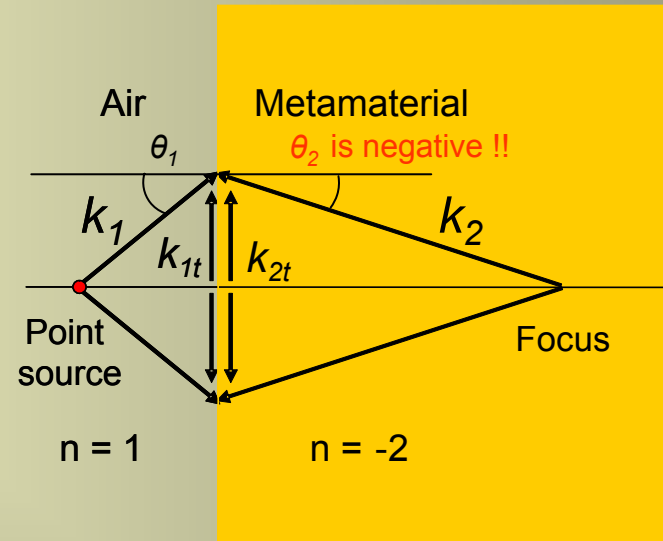 Air
Metamaterial
θ1
θ2 is negative !!
k1
k2
k1t
k2t
Point
source
Focus
n = 1
n = -2